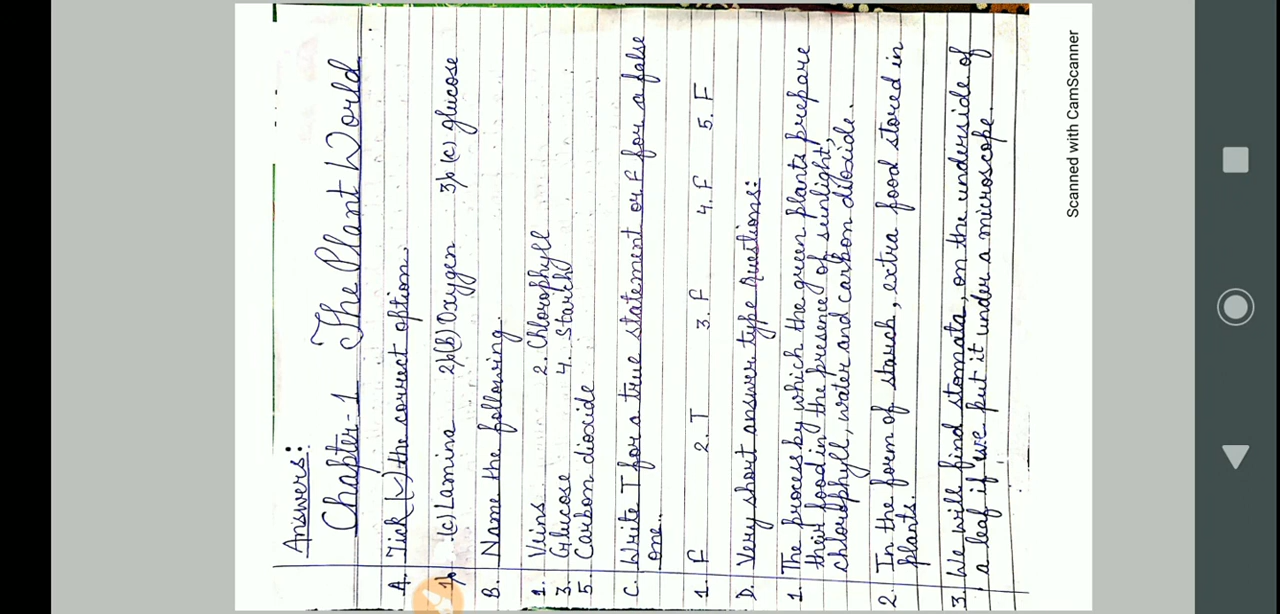 Answers:
Chapter-1 The Plant World
A. Tick (✓) the correct option.
1. (c) Lamina 2. (b) Oxygen 3. (c) glucose
B. Name the following.
1. Veins 2. Chlorophyll
3. Glucose 4. Starch
5. Carbon dioxide
C. Write T for a true statement or F for a false
one..
1. F 2. T 3. F 4. F 5. F
D. Very short answer type Questions:
1. The process by which the green plants prepare
their food in the presence of sunlight,
chlorophyll, water and carbon dioxide.
2. In the form of starch, extra food stored in
plants.
3. We will find stomata, on the underside of
a leaf if we put it under a microscope.
Scanned with CamScanner